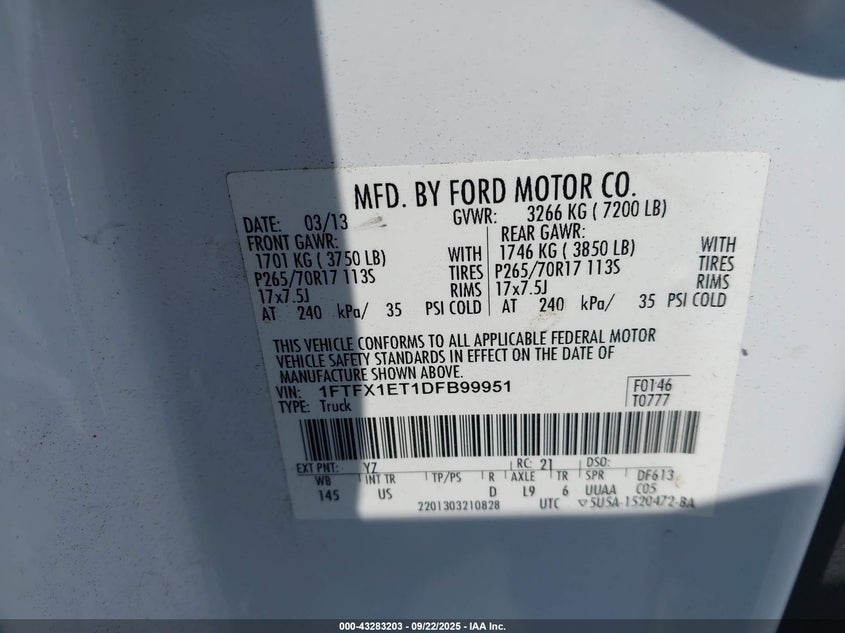 MFD. BY FORD MOTOR CO.
DATE: 03/13 GVWR: 3266 KG ( 7200 LB)
FRONT GAWR: REAR GAWR:
1701 KG ( 3750 LB) WITH 1746 KG ( 3850 LB) WITH
P265/70R17 113S TIRES P265/70R17 113S TIRES
17x7.5J RIMS 17x7.5J RIMS
AT 240 kPa/ 35 PSI COLD AT 240 kPa/ 35 PSI COLD
THIS VEHICLE CONFORMS TO ALL APPLICABLE FEDERAL MOTOR
VEHICLE SAFETY STANDARDS IN EFFECT ON THE DATE OF
MANUFACTURE SHOWN ABOVE.
VIN: 1FTFX1ET1DFB99951 F0146
TYPE: Truck T0777
EXT PNT: YZ RC: 21 DSO:
WB INT TR TP/PS R AXLE TR SPR DF613
145 US D L9 6 UUAA C05
2201303210828 UTC ▽5U5A-1520472-BA
000-43283203 - 09/22/2025 - IAA Inc.